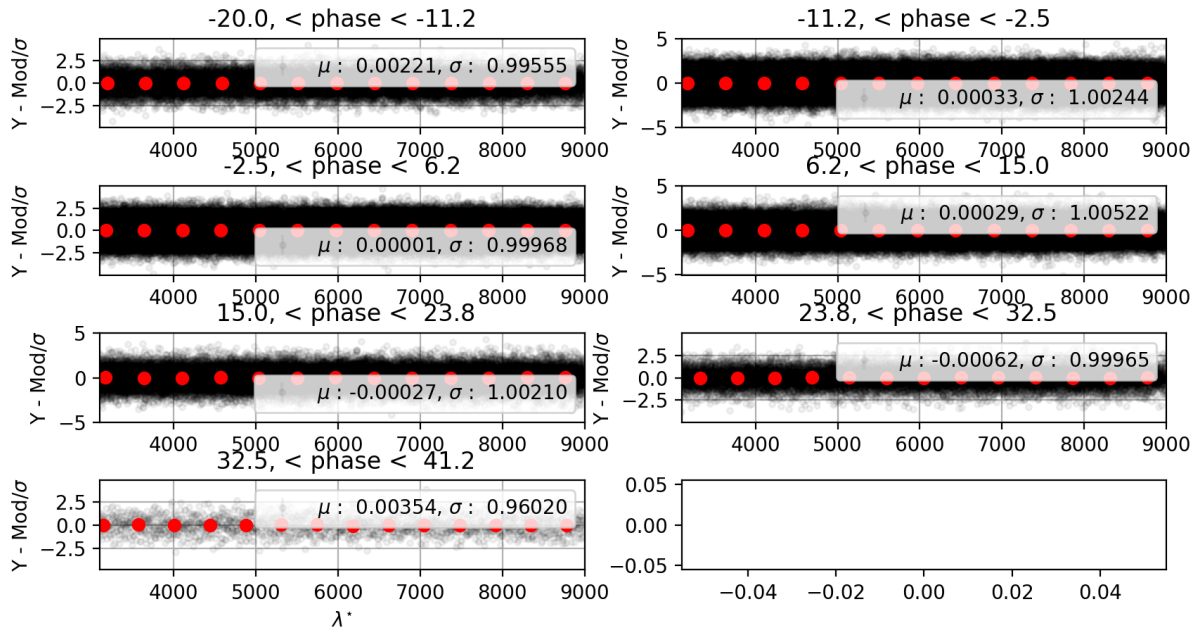 -20.0, < phase < -11.2
Y - Mod/σ
2.5
0.0
−2.5
μ : 0.00221, σ : 0.99555
4000 5000 6000 7000 8000 9000
-11.2, < phase < -2.5
Y - Mod/σ
5
0
−5
μ : 0.00033, σ : 1.00244
4000 5000 6000 7000 8000 9000
-2.5, < phase < 6.2
Y - Mod/σ
2.5
0.0
−2.5
μ : 0.00001, σ : 0.99968
4000 5000 6000 7000 8000 9000
6.2, < phase < 15.0
Y - Mod/σ
5
0
−5
μ : 0.00029, σ : 1.00522
4000 5000 6000 7000 8000 9000
15.0, < phase < 23.8
Y - Mod/σ
5
0
−5
μ : -0.00027, σ : 1.00210
4000 5000 6000 7000 8000 9000
23.8, < phase < 32.5
Y - Mod/σ
2.5
0.0
−2.5
μ : -0.00062, σ : 0.99965
4000 5000 6000 7000 8000 9000
32.5, < phase < 41.2
Y - Mod/σ
2.5
0.0
−2.5
μ : 0.00354, σ : 0.96020
4000 5000 6000 7000 8000 9000
λ*
0.05
0.00
−0.05
−0.04 −0.02 0.00 0.02 0.04